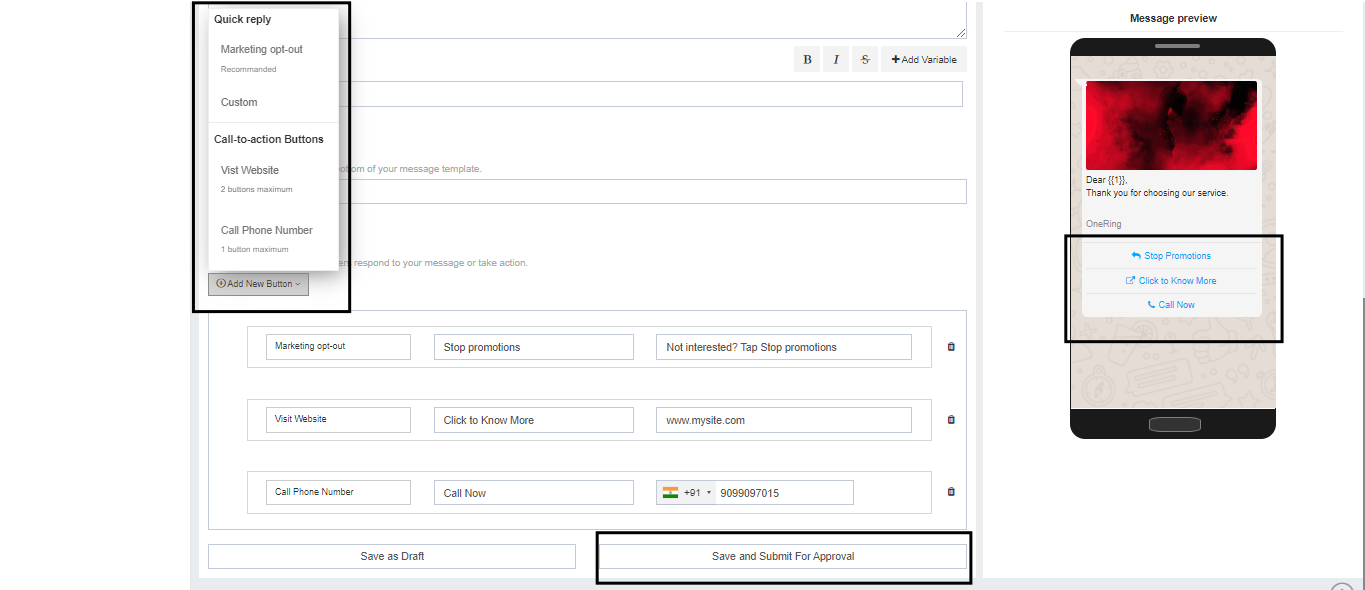 Quick reply
Marketing opt-out
Recommanded
Custom
Call-to-action Buttons
Vist Website
2 buttons maximum
Call Phone Number
1 button maximum
B I S Add Variable
of your message template.
respond to your message or take action.
Add New Button
Marketing opt-out Stop promotions Not interested? Tap Stop promotions
Visit Website Click to Know More www.mysite.com
Call Phone Number Call Now +91 9099097015
Save as Draft Save and Submit For Approval
Message preview
Dear {{1}},
Thank you for choosing our service.
OneRing
Stop Promotions
Click to Know More
Call Now